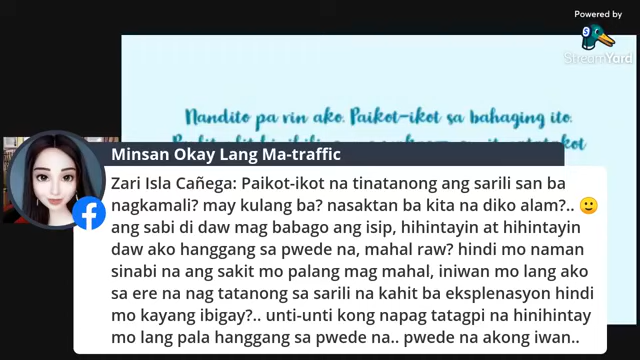 Powered by
StreamYard
Nandito pa rin ako. Paikot-ikot sa bahaging ito.
Minsan Okay Lang Ma-traffic
Zari Isla Cañega: Paikot-ikot na tinatanong ang sarili san ba
nagkamali? may kulang ba? nasaktan ba kita na diko alam?.. 🙂
ang sabi di daw mag babago ang isip, hihintayin at hihintayin
daw ako hanggang sa pwede na, mahal raw? hindi mo naman
sinabi na ang sakit mo palang mag mahal, iniwan mo lang ako
sa ere na nag tatanong sa sarili na kahit ba eksplenasyon hindi
mo kayang ibigay?.. unti-unti kong napag tatagpi na hinihintay
mo lang pala hanggang sa pwede na.. pwede na akong iwan..